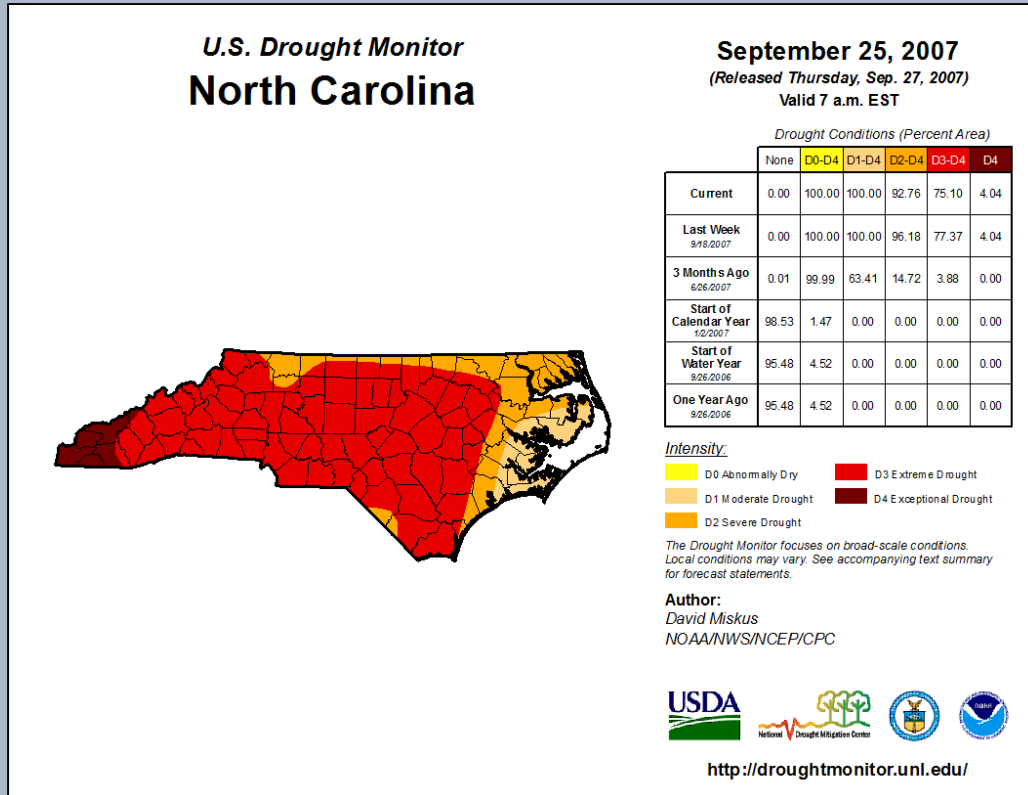 U.S. Drought Monitor
North Carolina
September 25, 2007
(Released Thursday, Sep. 27, 2007)
Valid 7 a.m. EST
Drought Conditions (Percent Area)
None D0-D4 D1-D4 D2-D4 D3-D4 D4
Current 0.00 100.00 100.00 92.76 75.10 4.04
Last Week
9/18/2007 0.00 100.00 100.00 96.18 77.37 4.04
3 Months Ago
6/26/2007 0.01 99.99 63.41 14.72 3.88 0.00
Start of
Calendar Year
1/2/2007 98.53 1.47 0.00 0.00 0.00 0.00
Start of
Water Year
9/26/2006 95.48 4.52 0.00 0.00 0.00 0.00
One Year Ago
9/26/2006 95.48 4.52 0.00 0.00 0.00 0.00
Intensity:
D0 Abnormally Dry
D1 Moderate Drought
D2 Severe Drought
D3 Extreme Drought
D4 Exceptional Drought
The Drought Monitor focuses on broad-scale conditions.
Local conditions may vary. See accompanying text summary
for forecast statements.
Author:
David Miskus
NOAA/NWS/NCEP/CPC
USDA
National Drought Mitigation Center
noaa
http://droughtmonitor.unl.edu/